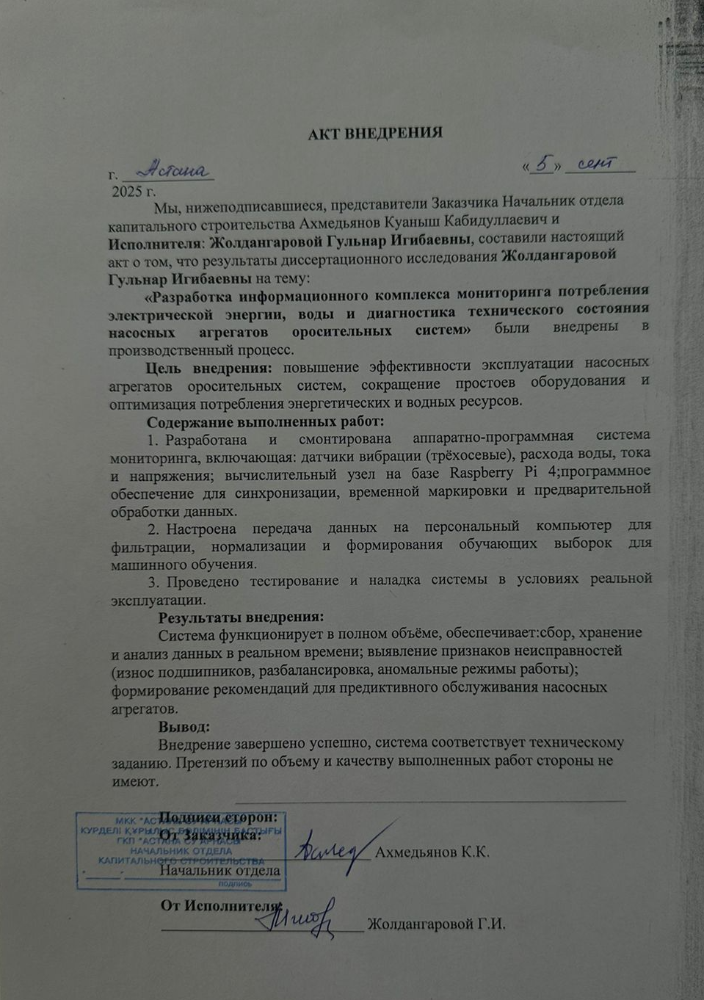 АКТ ВНЕДРЕНИЯ
г. Астана «5» сент
2025 г.
Мы, нижеподписавшиеся, представители Заказчика Начальник отдела
капитального строительства Ахмедьянов Куаныш Кабидуллаевич и
Исполнителя: Жолдангаровой Гульнар Игибаевны, составили настоящий
акт о том, что результаты диссертационного исследования Жолдангаровой
Гульнар Игибаевны на тему:
«Разработка информационного комплекса мониторинга потребления
электрической энергии, воды и диагностика технического состояния
насосных агрегатов оросительных систем» были внедрены в
производственный процесс.
Цель внедрения: повышение эффективности эксплуатации насосных
агрегатов оросительных систем, сокращение простоев оборудования и
оптимизация потребления энергетических и водных ресурсов.
Содержание выполненных работ:
1. Разработана и смонтирована аппаратно-программная система
мониторинга, включающая: датчики вибрации (трёхосевые), расхода воды, тока
и напряжения; вычислительный узел на базе Raspberry Pi 4;программное
обеспечение для синхронизации, временной маркировки и предварительной
обработки данных.
2. Настроена передача данных на персональный компьютер для
фильтрации, нормализации и формирования обучающих выборок для
машинного обучения.
3. Проведено тестирование и наладка системы в условиях реальной
эксплуатации.
Результаты внедрения:
Система функционирует в полном объёме, обеспечивает:сбор, хранение
и анализ данных в реальном времени; выявление признаков неисправностей
(износ подшипников, разбалансировка, аномальные режимы работы);
формирование рекомендаций для предиктивного обслуживания насосных
агрегатов.
Вывод:
Внедрение завершено успешно, система соответствует техническому
заданию. Претензий по объему и качеству выполненных работ стороны не
имеют.
Подписи сторон:
МКК "АСТАНА СУ АРНАСЫ"
От Заказчика:
КУРДЕЛІ ҚҰРЫЛЫС БӨЛІМІНІҢ БАСТЫҒЫ
ГКП "АСТАНА СУ АРНАСЫ"
НАЧАЛЬНИК ОТДЕЛА
КАПИТАЛЬНОГО СТРОИТЕЛЬСТВА
Ахмедьянов К.К.
Начальник отдела
подпись
От Исполнителя:
Жолдангаровой Г.И.